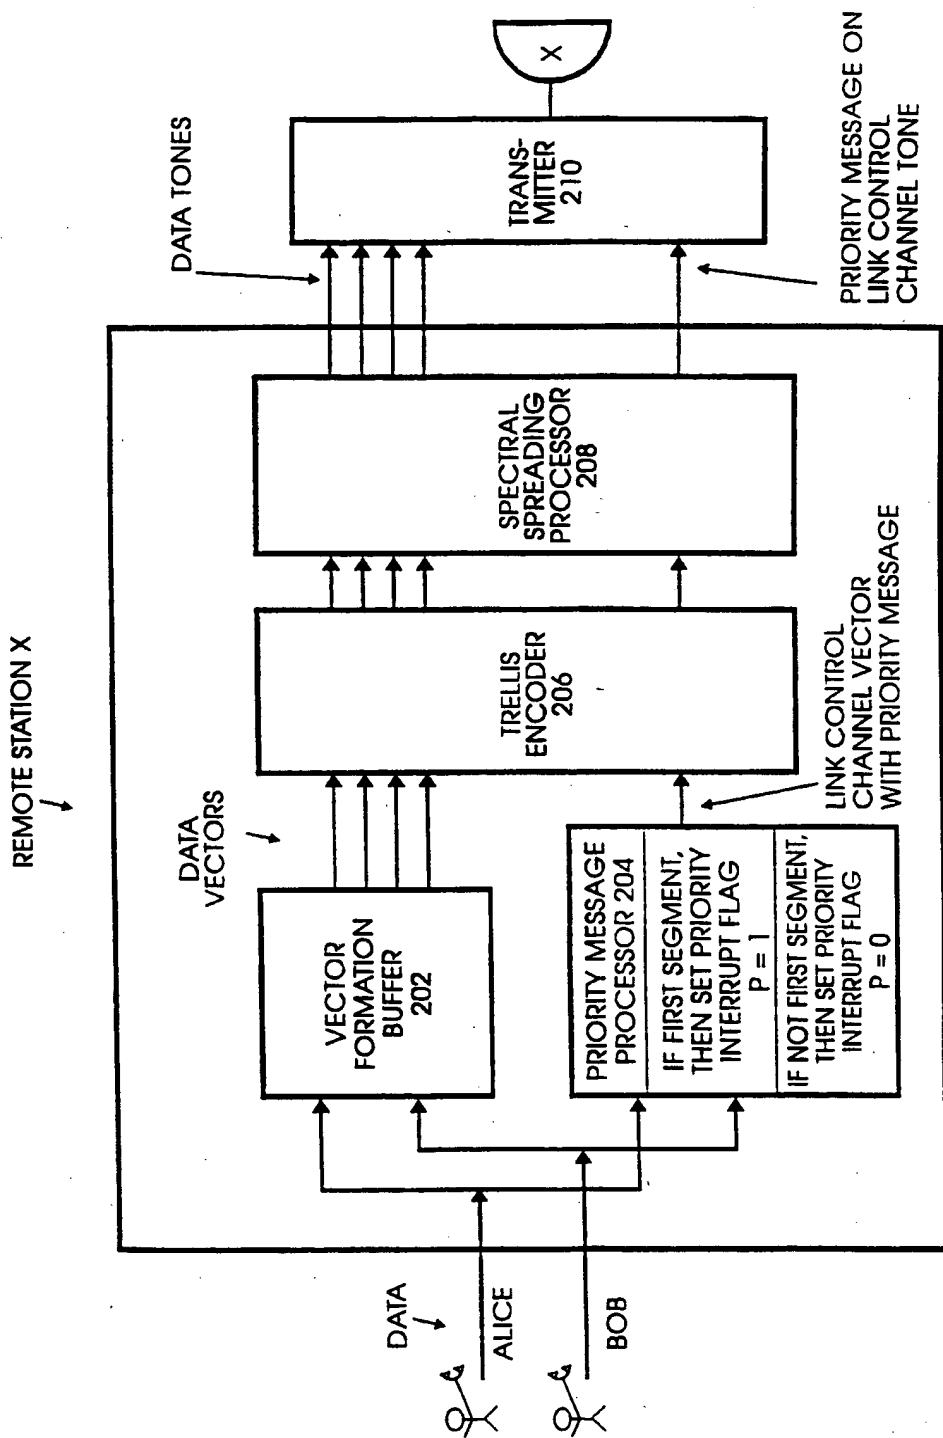 REMOTE STATION X
DATA
ALICE
BOB
VECTOR
FORMATION
BUFFER
202
PRIORITY MESSAGE
PROCESSOR 204
IF FIRST SEGMENT,
THEN SET PRIORITY
INTERRUPT FLAG
P = 1
IF NOT FIRST SEGMENT,
THEN SET PRIORITY
INTERRUPT FLAG
P = 0
DATA
VECTORS
LINK CONTROL
CHANNEL VECTOR
WITH PRIORITY MESSAGE
TRELLIS
ENCODER
206
SPECTRAL
SPREADING
PROCESSOR
208
DATA TONES
PRIORITY MESSAGE ON
LINK CONTROL
CHANNEL TONE
TRANS-
MITTER
210
X